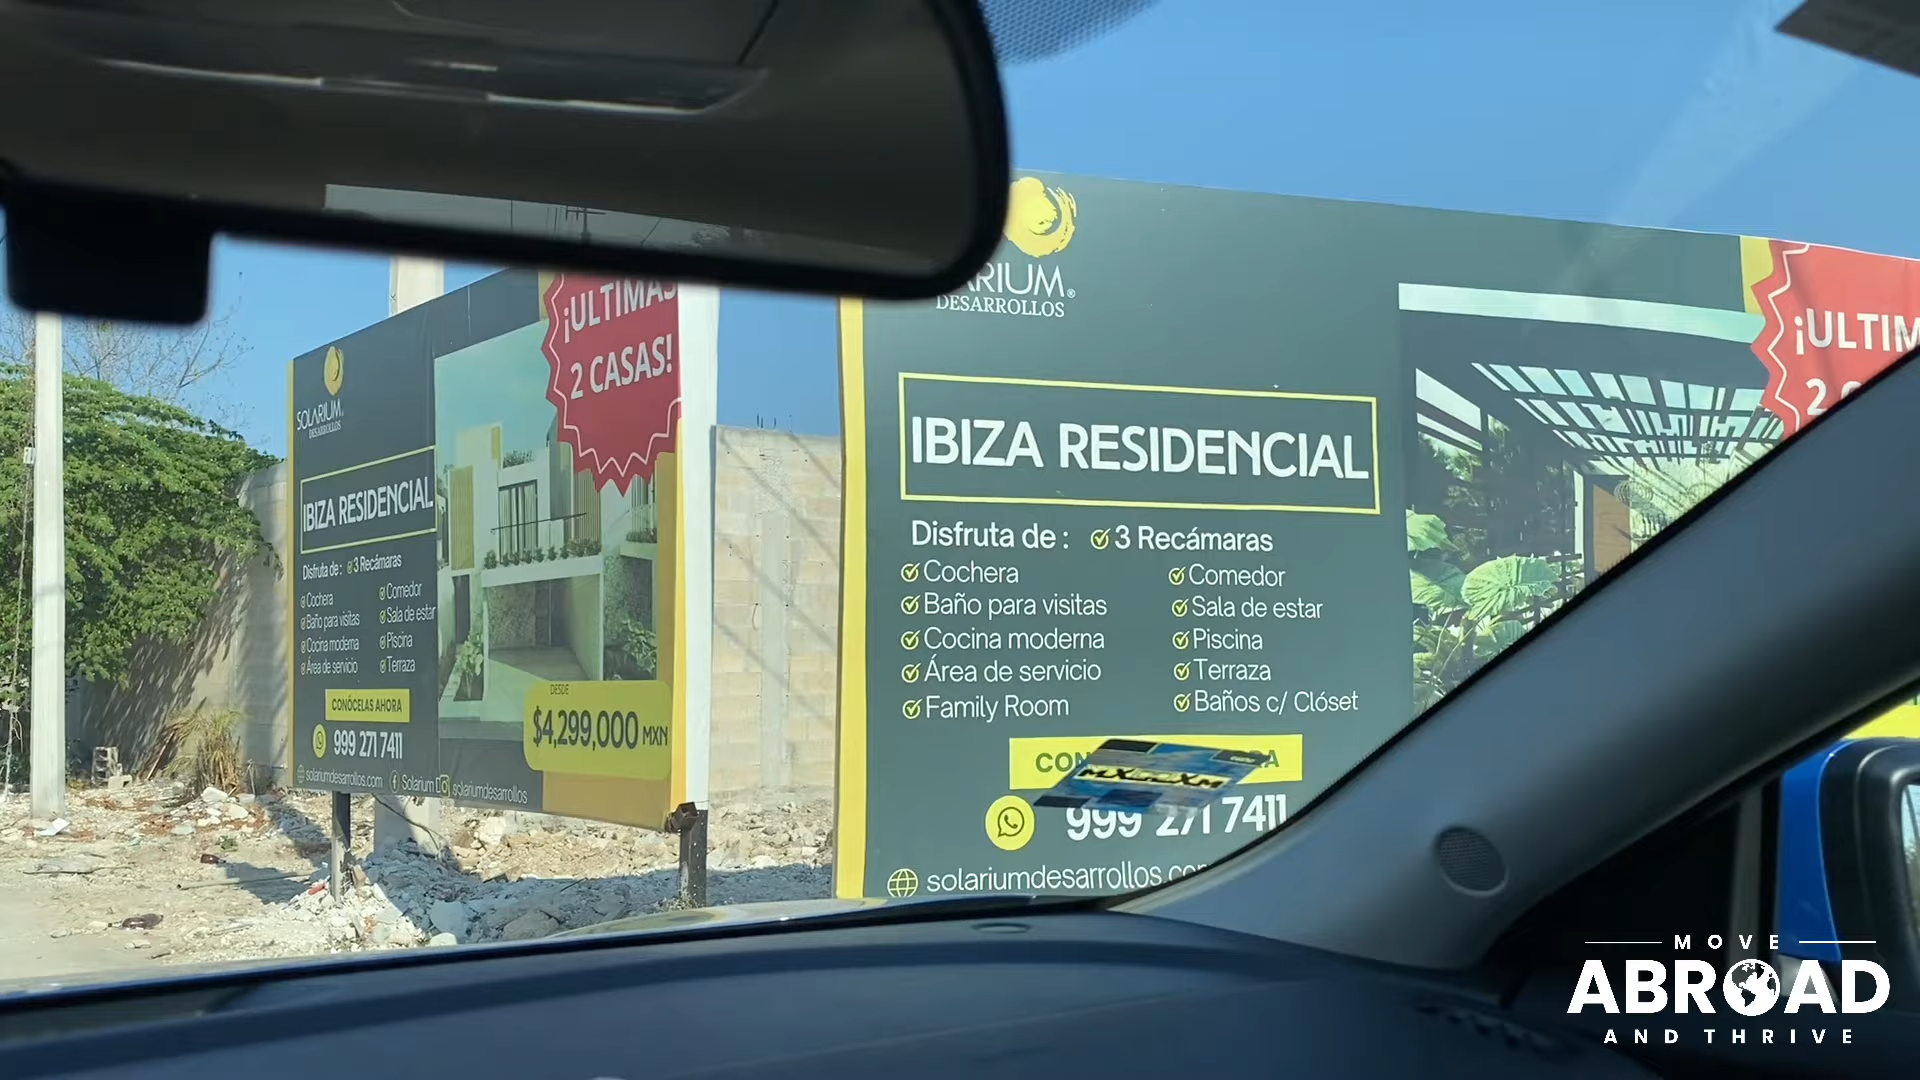 SOLARIUM
DESARROLLOS
¡ULTIMAS
2 CASAS!
IBIZA RESIDENCIAL
Disfruta de : 3 Recámaras
Cochera
Baño para visitas
Cocina moderna
Área de servicio
Comedor
Sala de estar
Piscina
Terraza
CONÓCELAS AHORA
999 271 7411
solariumdesarrollos.com
Solarium
solariumdesarrollos
DESDE
$4,299,000 MXN
ARIUM®
DESARROLLOS
¡ULTIM
2
IBIZA RESIDENCIAL
Disfruta de : 3 Recámaras
Cochera
Baño para visitas
Cocina moderna
Área de servicio
Family Room
Comedor
Sala de estar
Piscina
Terraza
Baños c/ Clóset
CON
999 271 7411
solariumdesarrollos.co
MOVE
ABROAD
AND THRIVE